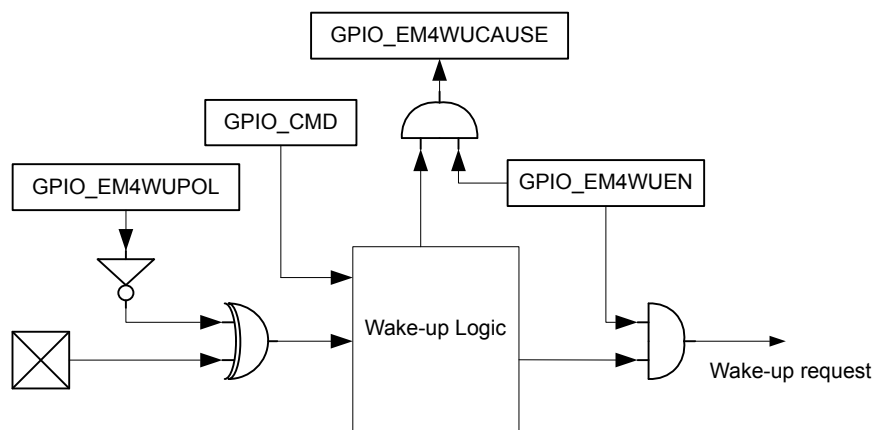 GPIO_EM4WUCAUSE
GPIO_CMD
GPIO_EM4WUPOL
GPIO_EM4WUEN
Wake-up Logic
Wake-up request